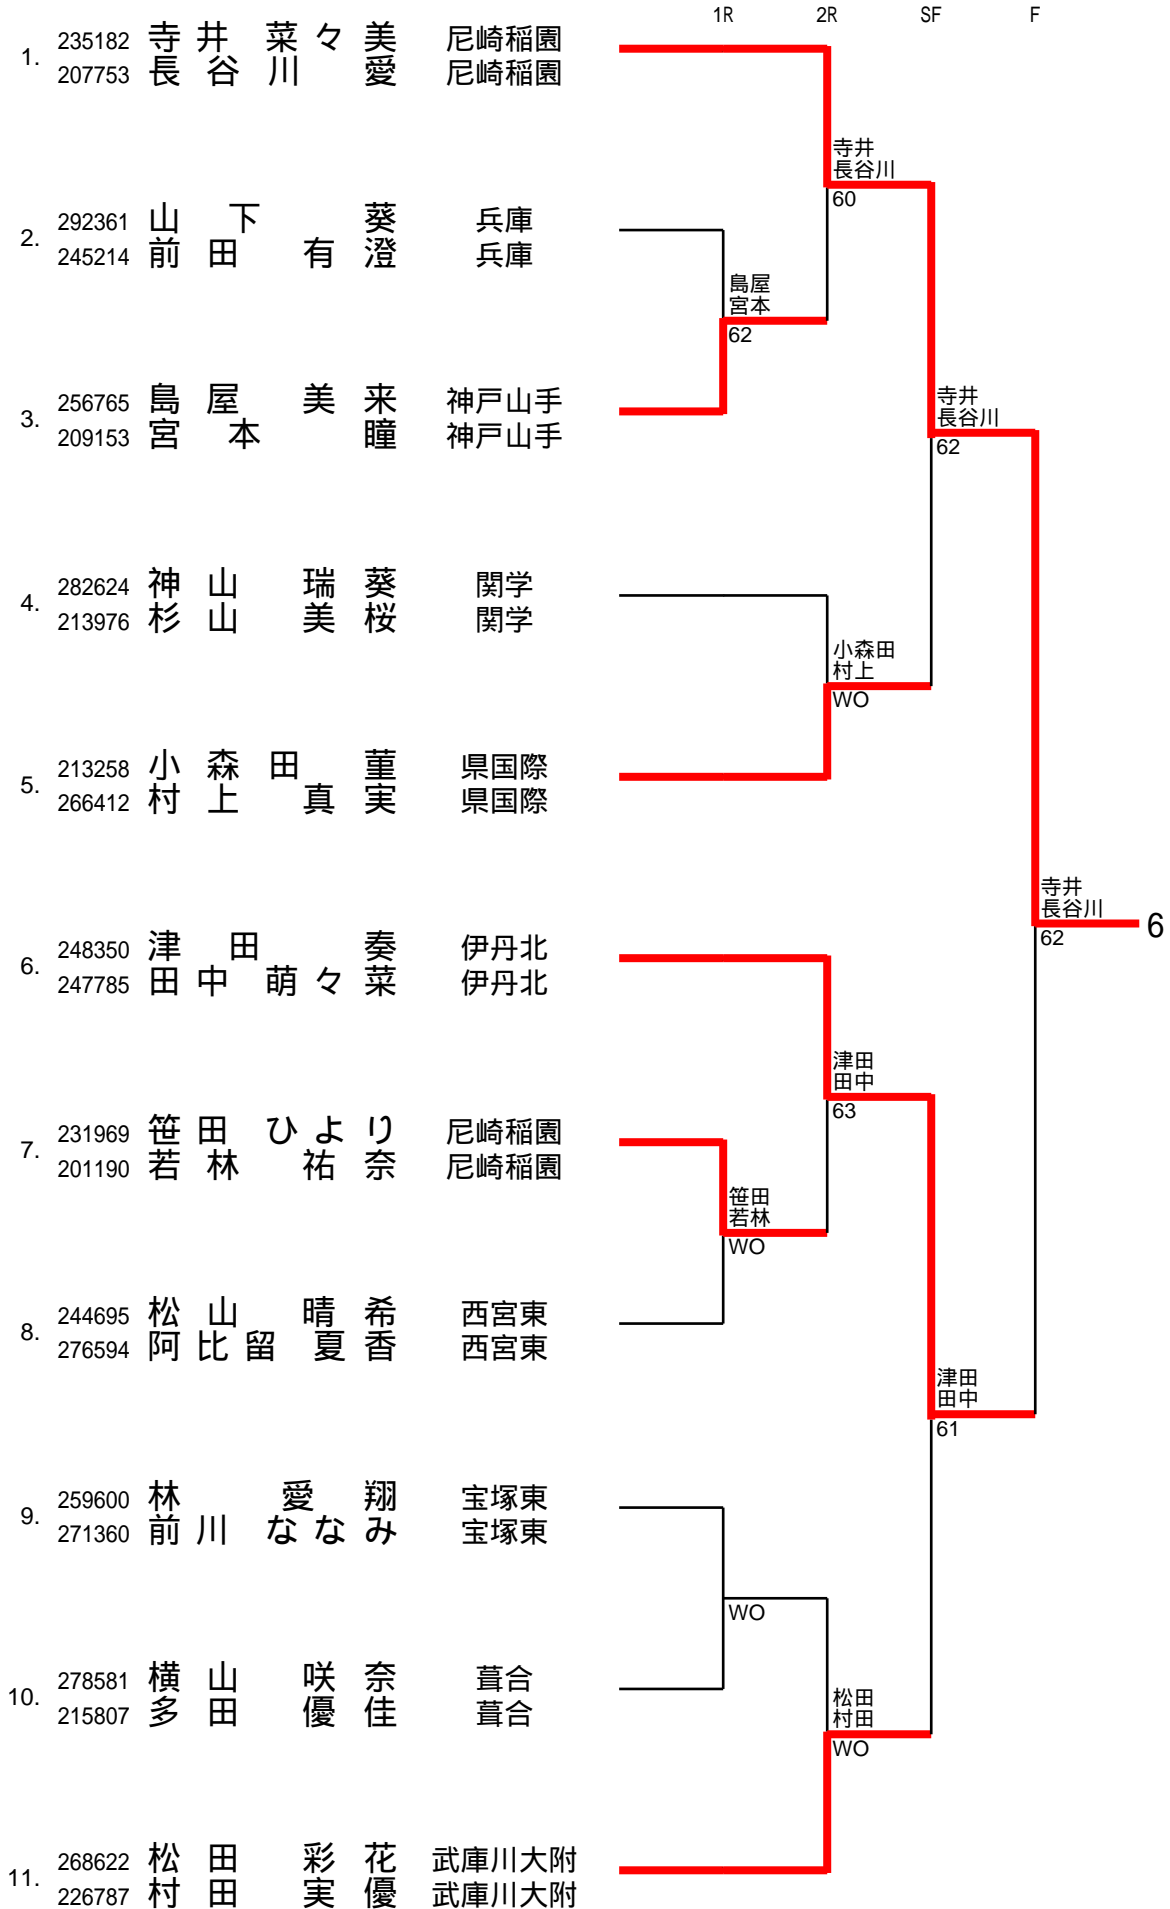 1R 2R SF F
1. 235182 寺井 菜々美 尼崎稲園
207753 長谷川 愛 尼崎稲園
寺井
長谷川
60
2. 292361 山下 葵 兵庫
245214 前田 有澄 兵庫
島屋
宮本
62
3. 256765 島屋 美来 神戸山手
209153 宮本 瞳 神戸山手
寺井
長谷川
62
4. 282624 神山 瑞葵 関学
213976 杉山 美桜 関学
小森田
村上
WO
5. 213258 小森田 菫 県国際
266412 村上 真実 県国際
寺井
長谷川
62
6
6. 248350 津田 奏 伊丹北
247785 田中 萌々菜 伊丹北
津田
田中
63
7. 231969 笹田 ひより 尼崎稲園
201190 若林 祐奈 尼崎稲園
笹田
若林
WO
8. 244695 松山 晴希 西宮東
276594 阿比留 夏香 西宮東
津田
田中
61
9. 259600 林 愛翔 宝塚東
271360 前川 ななみ 宝塚東
WO
10. 278581 横山 咲奈 葺合
215807 多田 優佳 葺合
松田
村田
WO
11. 268622 松田 彩花 武庫川大附
226787 村田 実優 武庫川大附